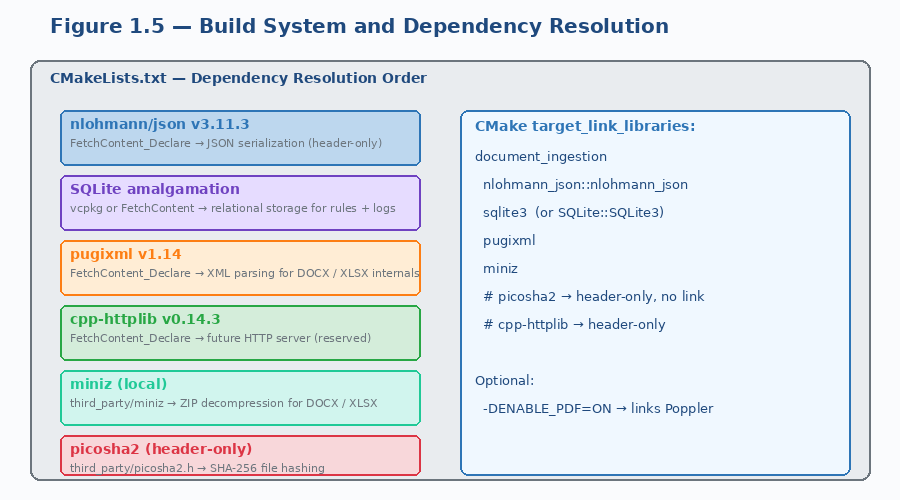 Figure 1.5 — Build System and Dependency Resolution
CMakeLists.txt — Dependency Resolution Order
nlohmann/json v3.11.3
FetchContent_Declare → JSON serialization (header-only)
SQLite amalgamation
vcpkg or FetchContent → relational storage for rules + logs
pugixml v1.14
FetchContent_Declare → XML parsing for DOCX / XLSX internals
cpp-httplib v0.14.3
FetchContent_Declare → future HTTP server (reserved)
miniz (local)
third_party/miniz → ZIP decompression for DOCX / XLSX
picosha2 (header-only)
third_party/picosha2.h → SHA-256 file hashing
CMake target_link_libraries:
document_ingestion
nlohmann_json::nlohmann_json
sqlite3  (or SQLite::SQLite3)
pugixml
miniz
# picosha2 → header-only, no link
# cpp-httplib → header-only
Optional:
-DENABLE_PDF=ON → links Poppler